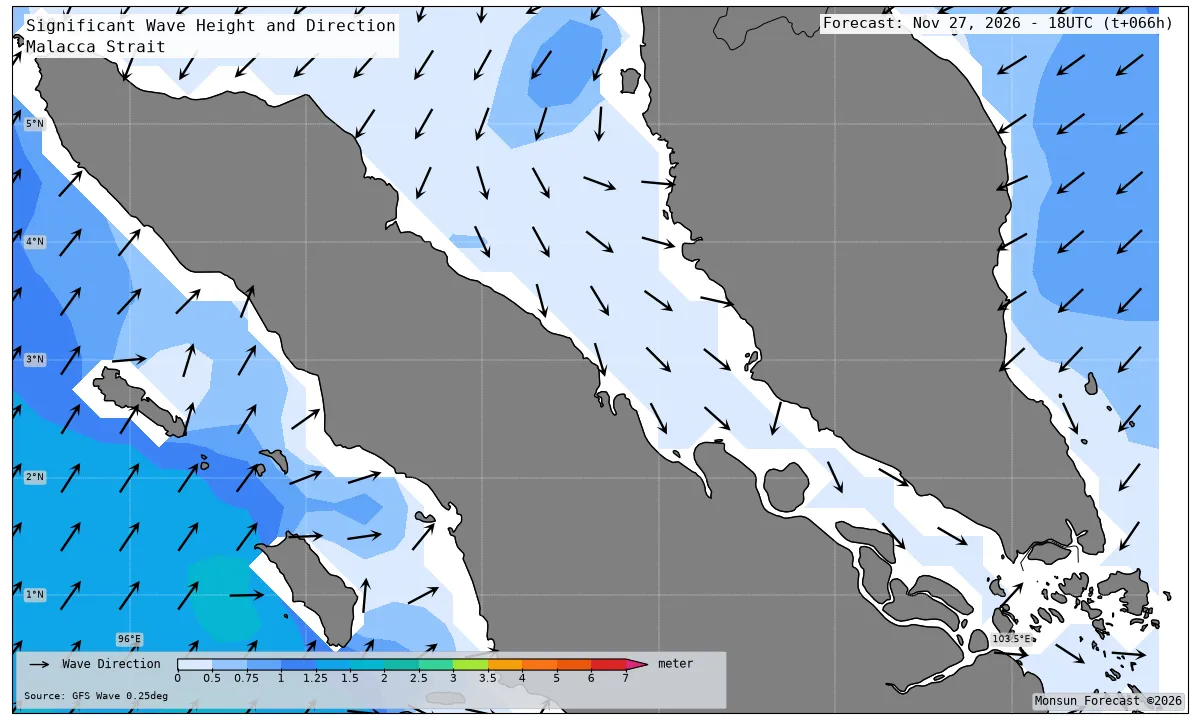 Significant Wave Height and Direction
Malacca Strait
Forecast: Nov 27, 2026 - 18UTC (t+066h)
5°N
4°N
3°N
2°N
1°N
96°E
103.5°E
Wave Direction
meter
0 0.5 0.75 1 1.25 1.5 2 2.5 3 3.5 4 5 6 7
Source: GFS Wave 0.25deg
Monsun Forecast ©2026